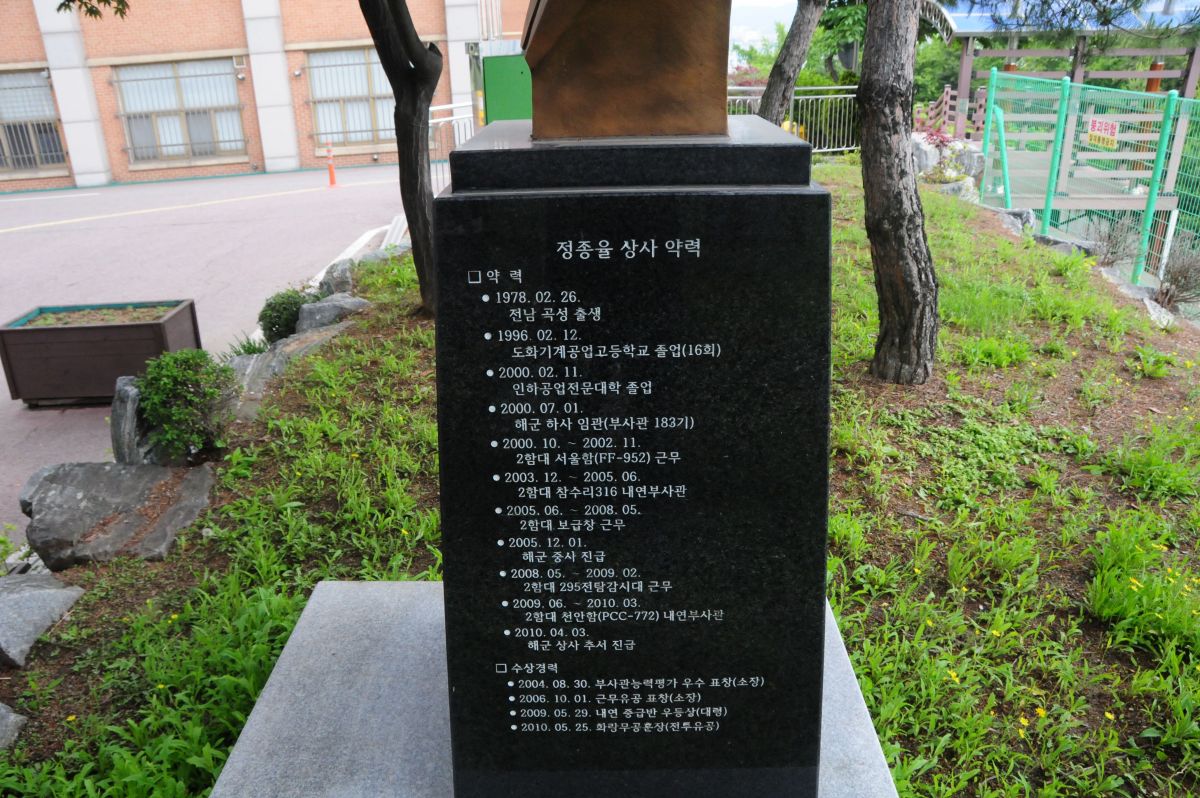 정종율 상사 약력
□ 약 력
● 1978. 02. 26.
전남 곡성 출생
● 1996. 02. 12.
도화기계공업고등학교 졸업(16회)
● 2000. 02. 11.
인하공업전문대학 졸업
● 2000. 07. 01.
해군 하사 임관(부사관 183기)
● 2000. 10. ~ 2002. 11.
2함대 서울함(FF-952) 근무
● 2003. 12. ~ 2005. 06.
2함대 참수리316 내연부사관
● 2005. 06. ~ 2008. 05.
2함대 보급창 근무
● 2005. 12. 01.
해군 중사 진급
● 2008. 05. ~ 2009. 02.
2함대 295전탐감시대 근무
● 2009. 06. ~ 2010. 03.
2함대 천안함(PCC-772) 내연부사관
● 2010. 04. 03.
해군 상사 추서 진급
□ 수상경력
● 2004. 08. 30. 부사관능력평가 우수 표창(소장)
● 2006. 10. 01. 근무유공 표창(소장)
● 2009. 05. 29. 내연 중급반 우등상(대령)
● 2010. 05. 25. 화랑무공훈장(전투유공)
붕괴위험